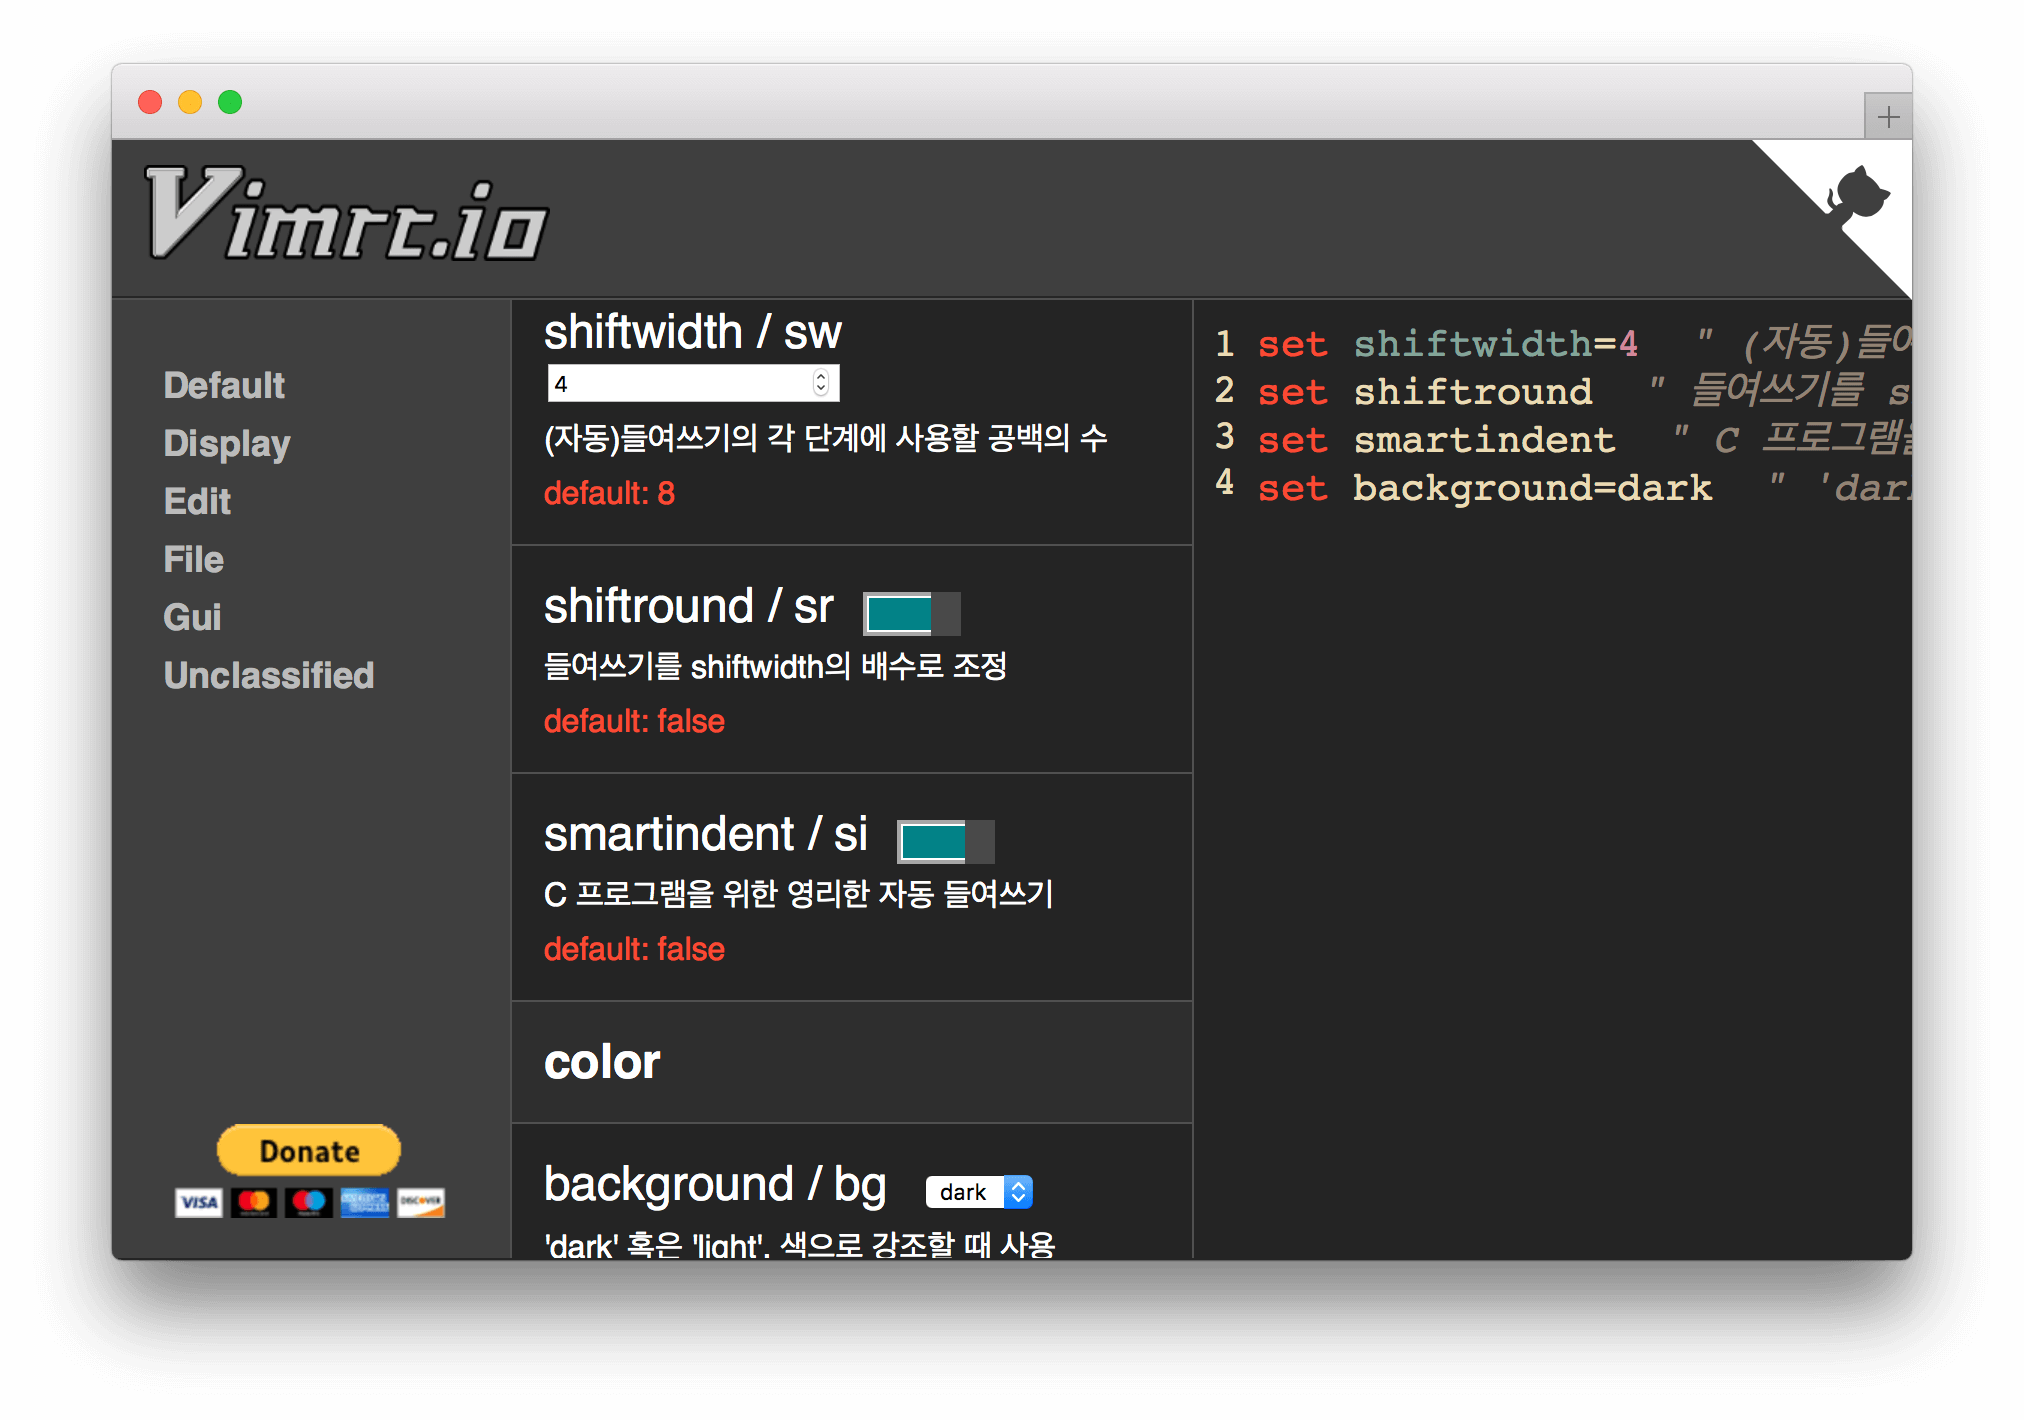 Vimrc.io
Default
Display
Edit
File
Gui
Unclassified
Donate
VISA
DISCOVER
shiftwidth / sw
4
(자동)들여쓰기의 각 단계에 사용할 공백의 수
default: 8
shiftround / sr
들여쓰기를 shiftwidth의 배수로 조정
default: false
smartindent / si
C 프로그램을 위한 영리한 자동 들여쓰기
default: false
color
background / bg
dark
'dark' 혹은 'light'. 색으로 강조할 때 사용
1 set shiftwidth=4 " (자동)들여
2 set shiftround " 들여쓰기를 s
3 set smartindent " C 프로그램을
4 set background=dark " 'dar